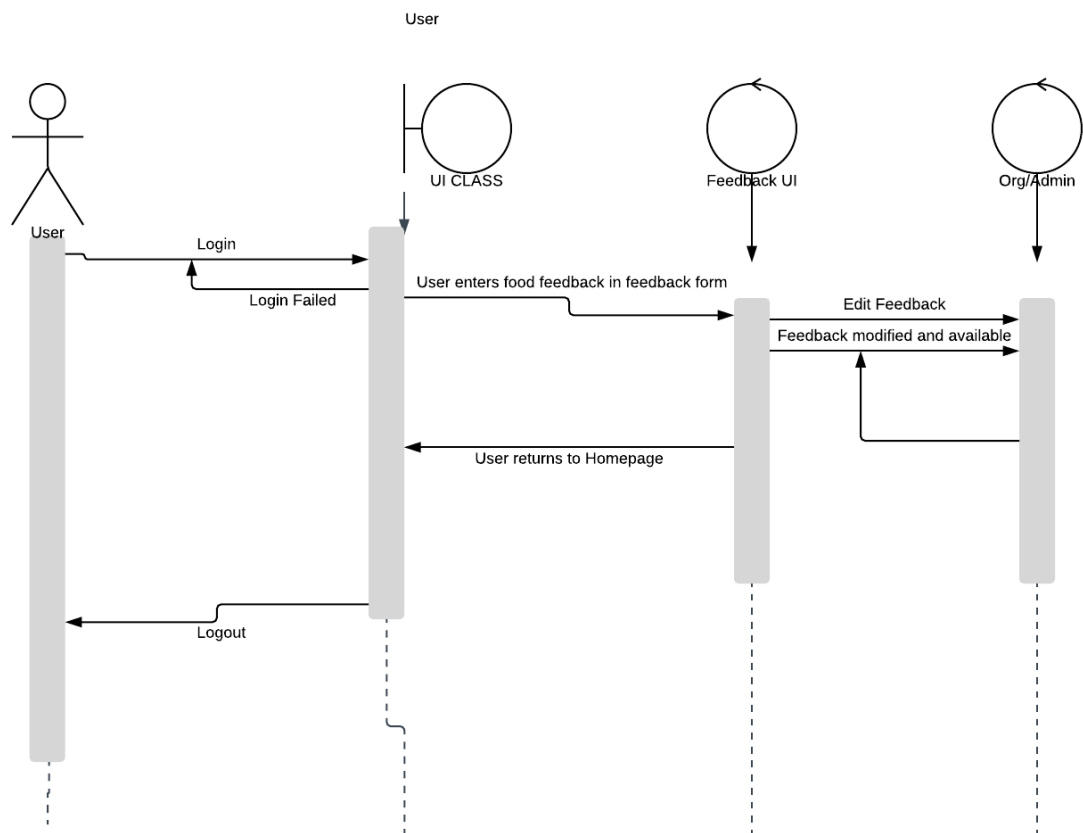 User
UI CLASS
Feedback UI
Org/Admin
User
Login
Login Failed
User enters food feedback in feedback form
Edit Feedback
Feedback modified and available
User returns to Homepage
Logout